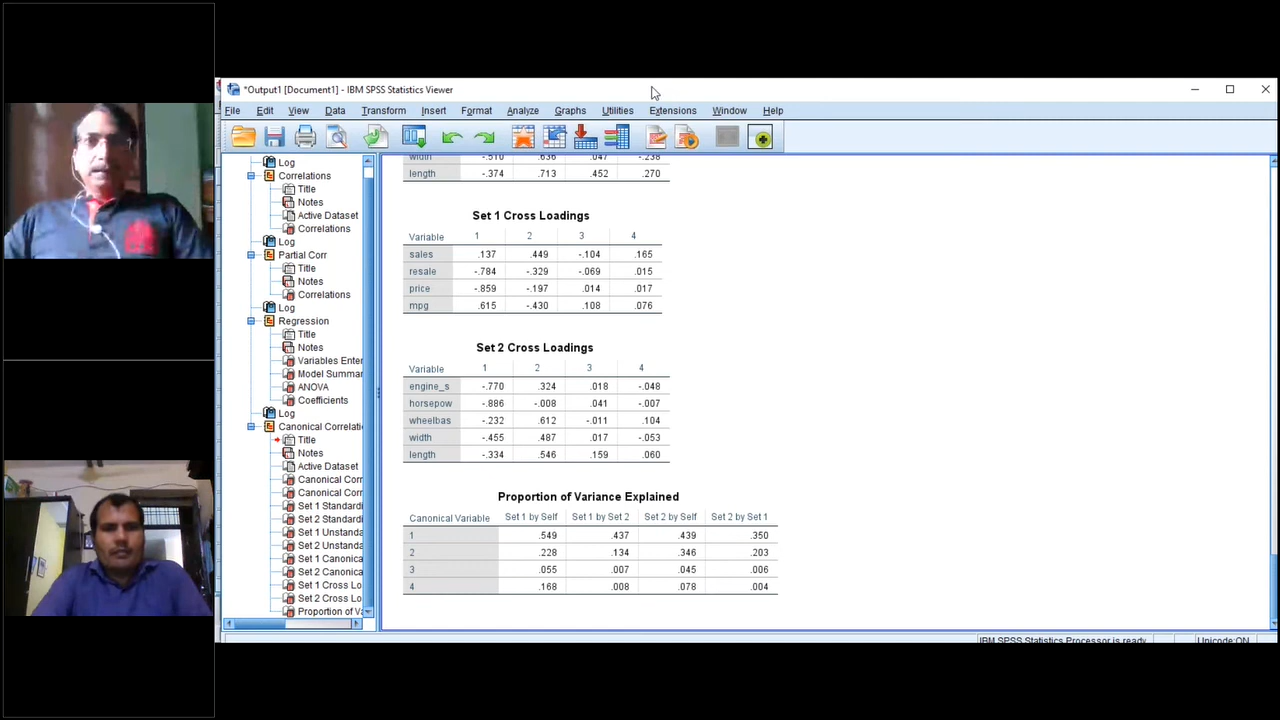 *Output1 [Document1] - IBM SPSS Statistics Viewer
File Edit View Data Transform Insert Format Analyze Graphs Utilities Extensions Window Help
Log
Correlations
Title
Notes
Active Dataset
Correlations
Log
Partial Corr
Title
Notes
Correlations
Log
Regression
Title
Notes
Variables Enter
Model Summar
ANOVA
Coefficients
Log
Canonical Correlati
Title
Notes
Active Dataset
Canonical Corr
Canonical Corr
Set 1 Standardi
Set 2 Standardi
Set 1 Unstanda
Set 2 Unstanda
Set 1 Canonica
Set 2 Canonica
Set 1 Cross Lo
Set 2 Cross Lo
Proportion of Va
width -.510 .636 .047 -.238
length -.374 .713 .452 .270
Set 1 Cross Loadings
Variable 1 2 3 4
sales .137 .449 -.104 .165
resale -.784 -.329 -.069 .015
price -.859 -.197 .014 .017
mpg .615 -.430 .108 .076
Set 2 Cross Loadings
Variable 1 2 3 4
engine_s -.770 .324 .018 -.048
horsepow -.886 -.008 .041 -.007
wheelbas -.232 .612 -.011 .104
width -.455 .487 .017 -.053
length -.334 .546 .159 .060
Proportion of Variance Explained
Canonical Variable Set 1 by Self Set 1 by Set 2 Set 2 by Self Set 2 by Set 1
1 .549 .437 .439 .350
2 .228 .134 .346 .203
3 .055 .007 .045 .006
4 .168 .008 .078 .004
IBM SPSS Statistics Processor is ready Unicode:ON